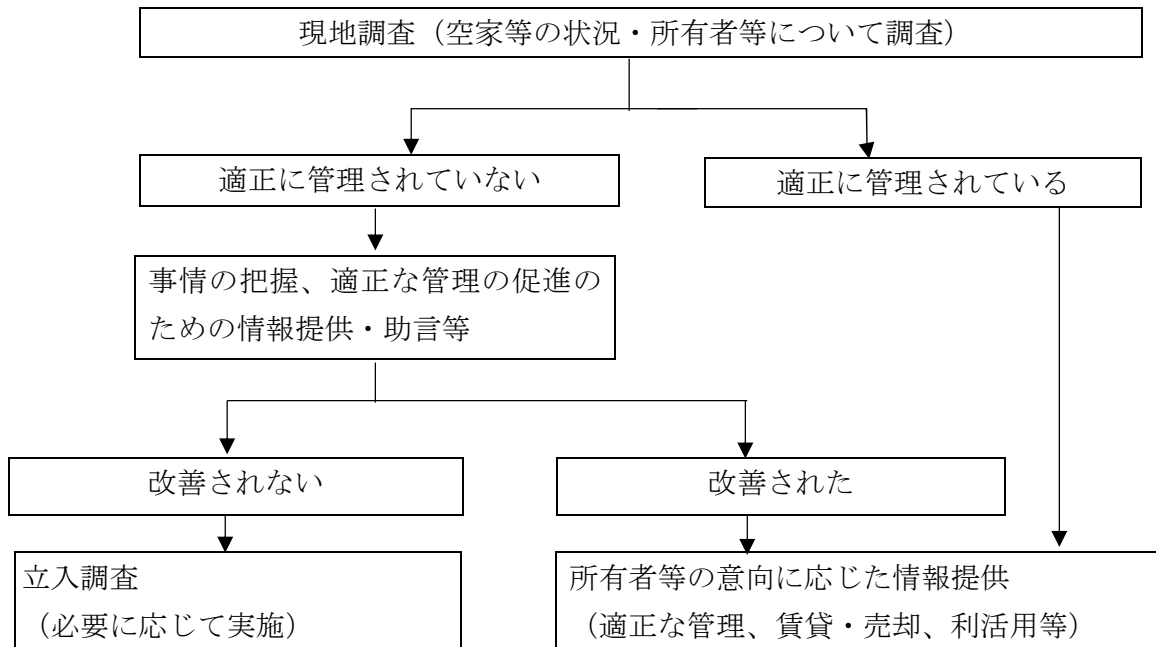 現地調査（空家等の状況・所有者等について調査）
適正に管理されていない
適正に管理されている
事情の把握、適正な管理の促進の
ための情報提供・助言等
改善されない
改善された
立入調査
（必要に応じて実施）
所有者等の意向に応じた情報提供
（適正な管理、賃貸・売却、利活用等）